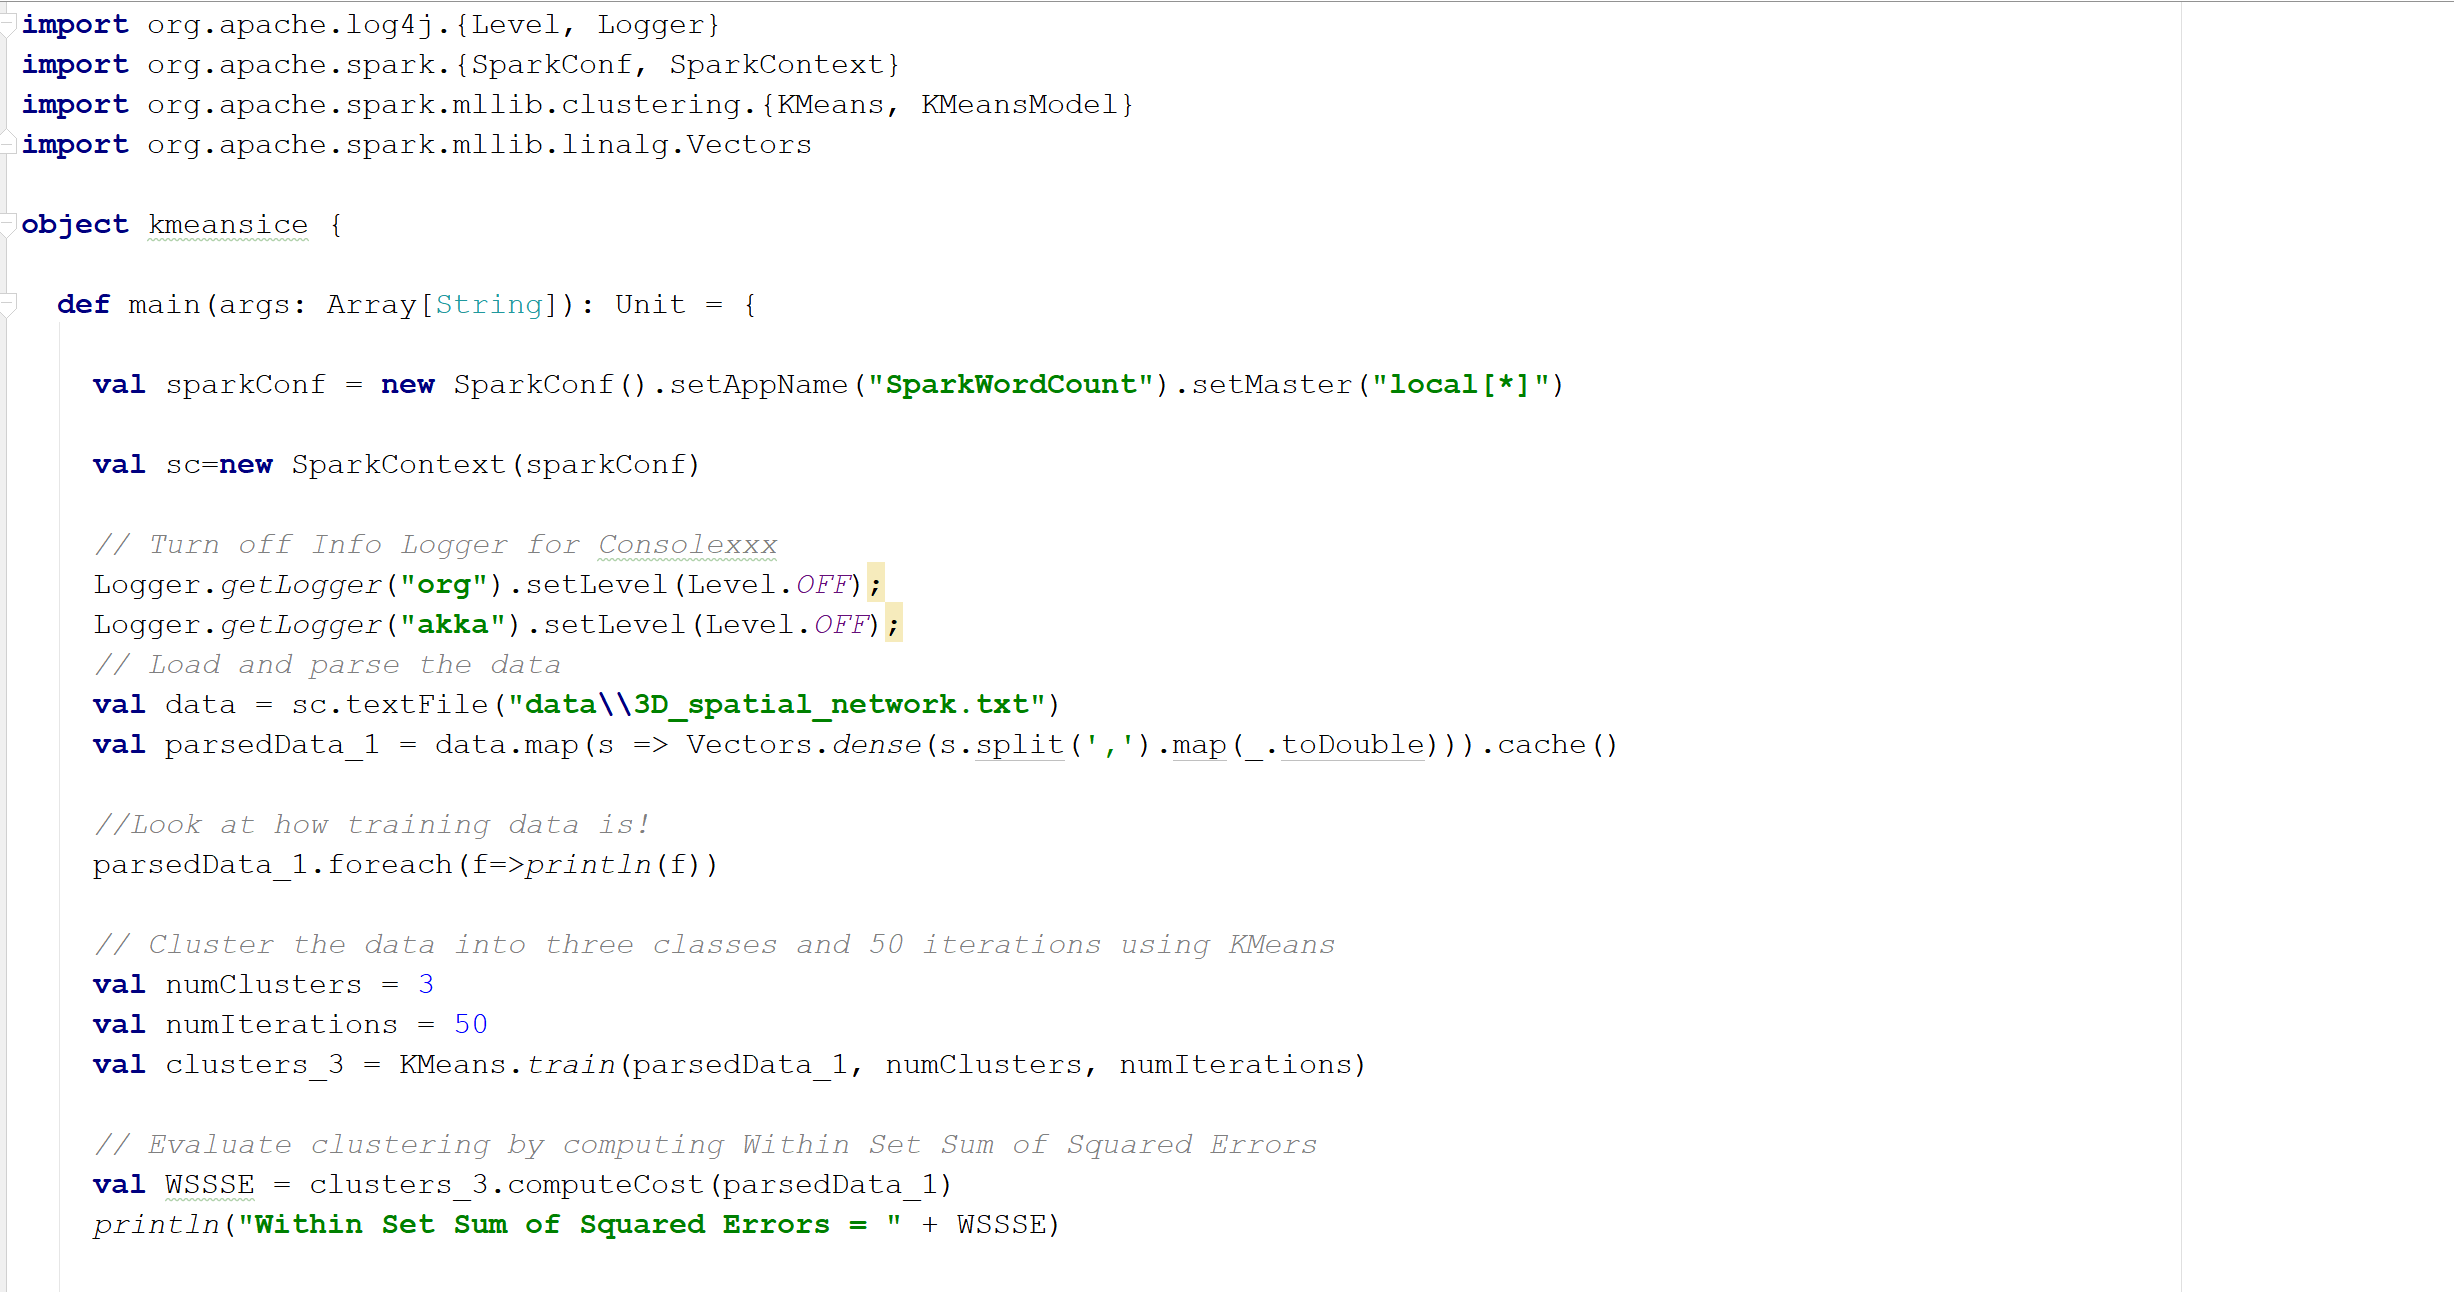 import org.apache.log4j.{Level, Logger}
import org.apache.spark.{SparkConf, SparkContext}
import org.apache.spark.mllib.clustering.{KMeans, KMeansModel}
import org.apache.spark.mllib.linalg.Vectors
object kmeansice {
def main(args: Array[String]): Unit = {
val sparkConf = new SparkConf().setAppName("SparkWordCount").setMaster("local[*]")
val sc=new SparkContext(sparkConf)
// Turn off Info Logger for Consolexxx
Logger.getLogger("org").setLevel(Level.OFF);
Logger.getLogger("akka").setLevel(Level.OFF);
// Load and parse the data
val data = sc.textFile("data\\3D_spatial_network.txt")
val parsedData_1 = data.map(s => Vectors.dense(s.split(',').map(_.toDouble))).cache()
//Look at how training data is!
parsedData_1.foreach(f=>println(f))
// Cluster the data into three classes and 50 iterations using KMeans
val numClusters = 3
val numIterations = 50
val clusters_3 = KMeans.train(parsedData_1, numClusters, numIterations)
// Evaluate clustering by computing Within Set Sum of Squared Errors
val WSSSE = clusters_3.computeCost(parsedData_1)
println("Within Set Sum of Squared Errors = " + WSSSE)